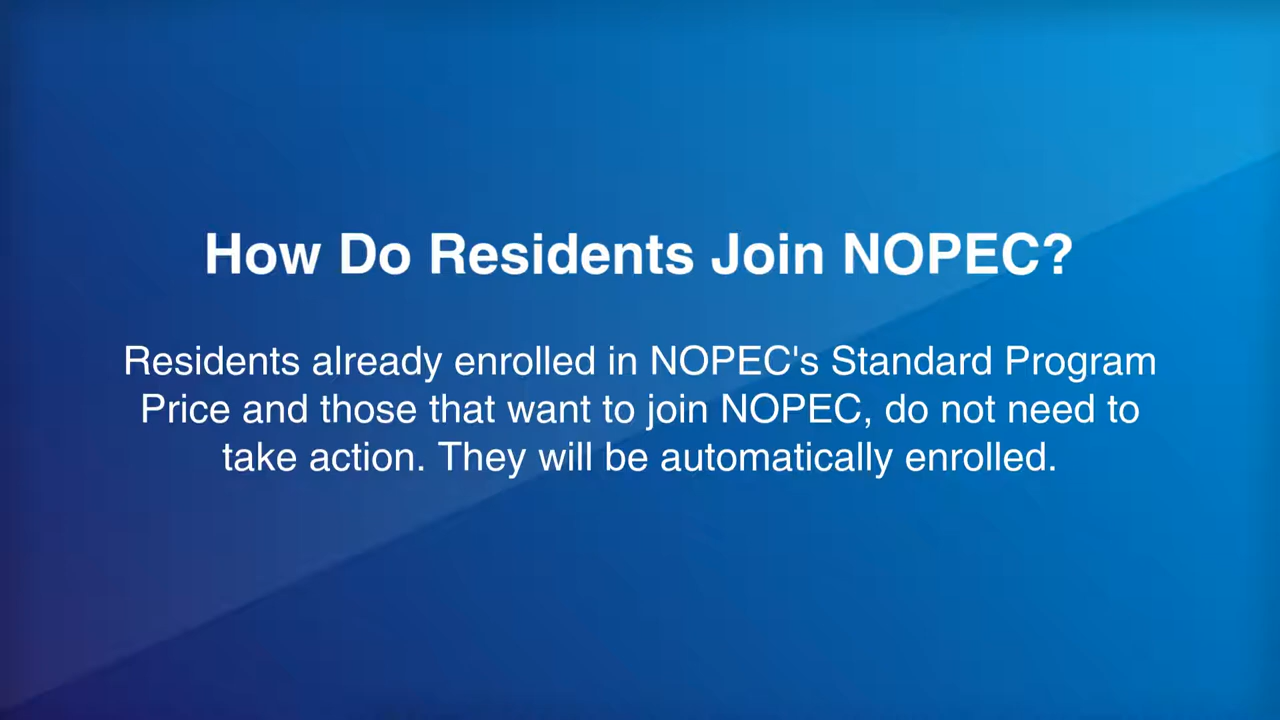 How Do Residents Join NOPEC?
Residents already enrolled in NOPEC's Standard Program
Price and those that want to join NOPEC, do not need to
take action. They will be automatically enrolled.